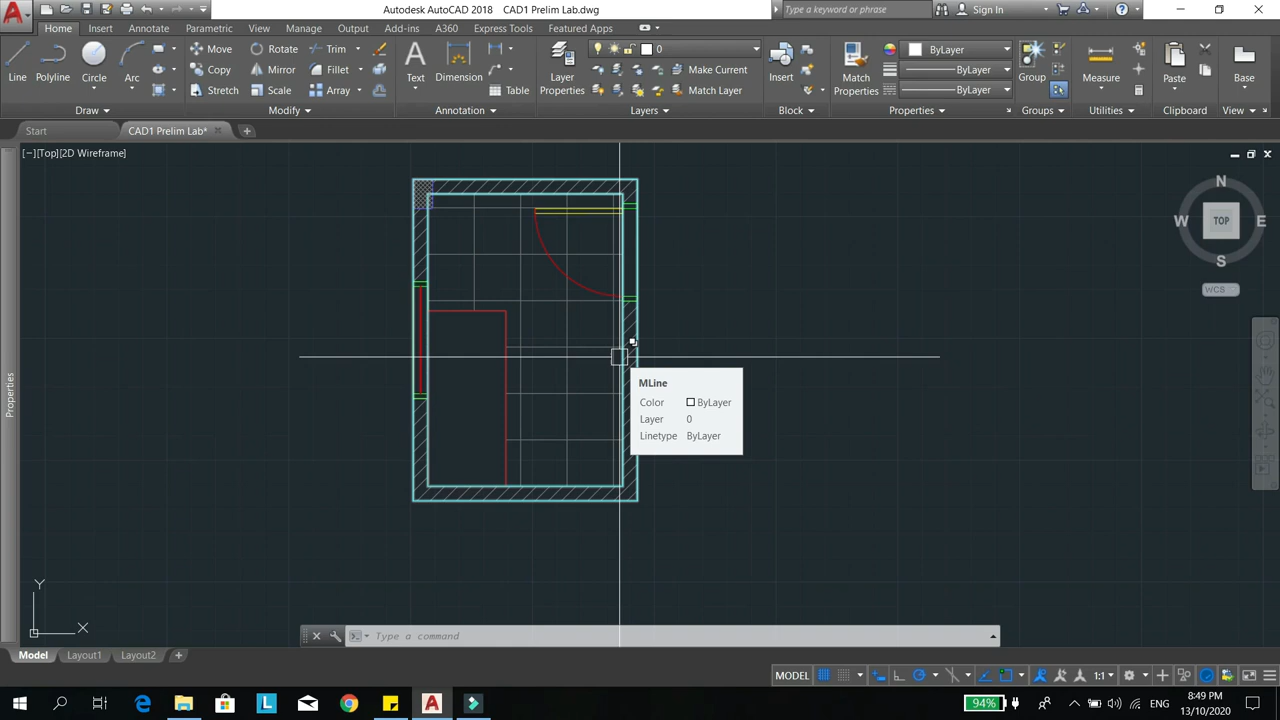 Autodesk AutoCAD 2018 CAD1 Prelim Lab.dwg
Type a keyword or phrase
Sign In
Home Insert Annotate Parametric View Manage Output Add-ins A360 Express Tools Featured Apps
Line Polyline Circle Arc
Move Rotate Trim
Copy Mirror Fillet
Stretch Scale Array
Text Dimension Table
Layer Properties
0
Make Current
Match Layer
Insert
Match Properties
ByLayer
ByLayer
ByLayer
Group
Measure
Paste
Base
Draw Modify Annotation Layers Block Properties Groups Utilities Clipboard View
Start CAD1 Prelim Lab*
[−][Top][2D Wireframe]
N
W TOP E
S
WCS
Properties
MLine
Color ByLayer
Layer 0
Linetype ByLayer
Y
X
Type a command
Model Layout1 Layout2
MODEL 1:1
94% ENG 8:49 PM
13/10/2020